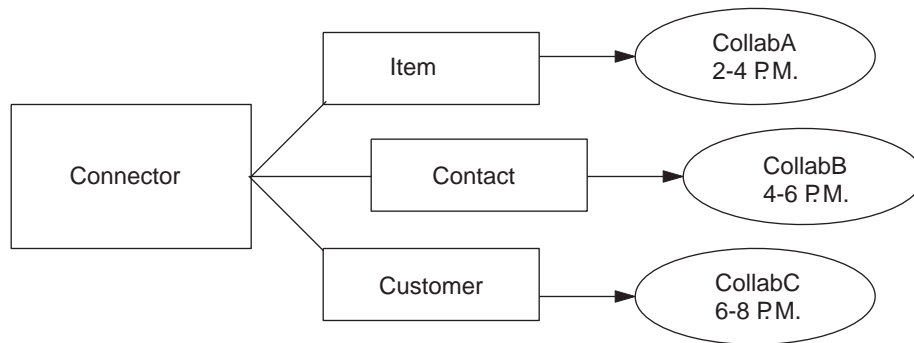 Connector
Item
CollabA
2-4 P.M.
Contact
CollabB
4-6 P.M.
Customer
CollabC
6-8 P.M.